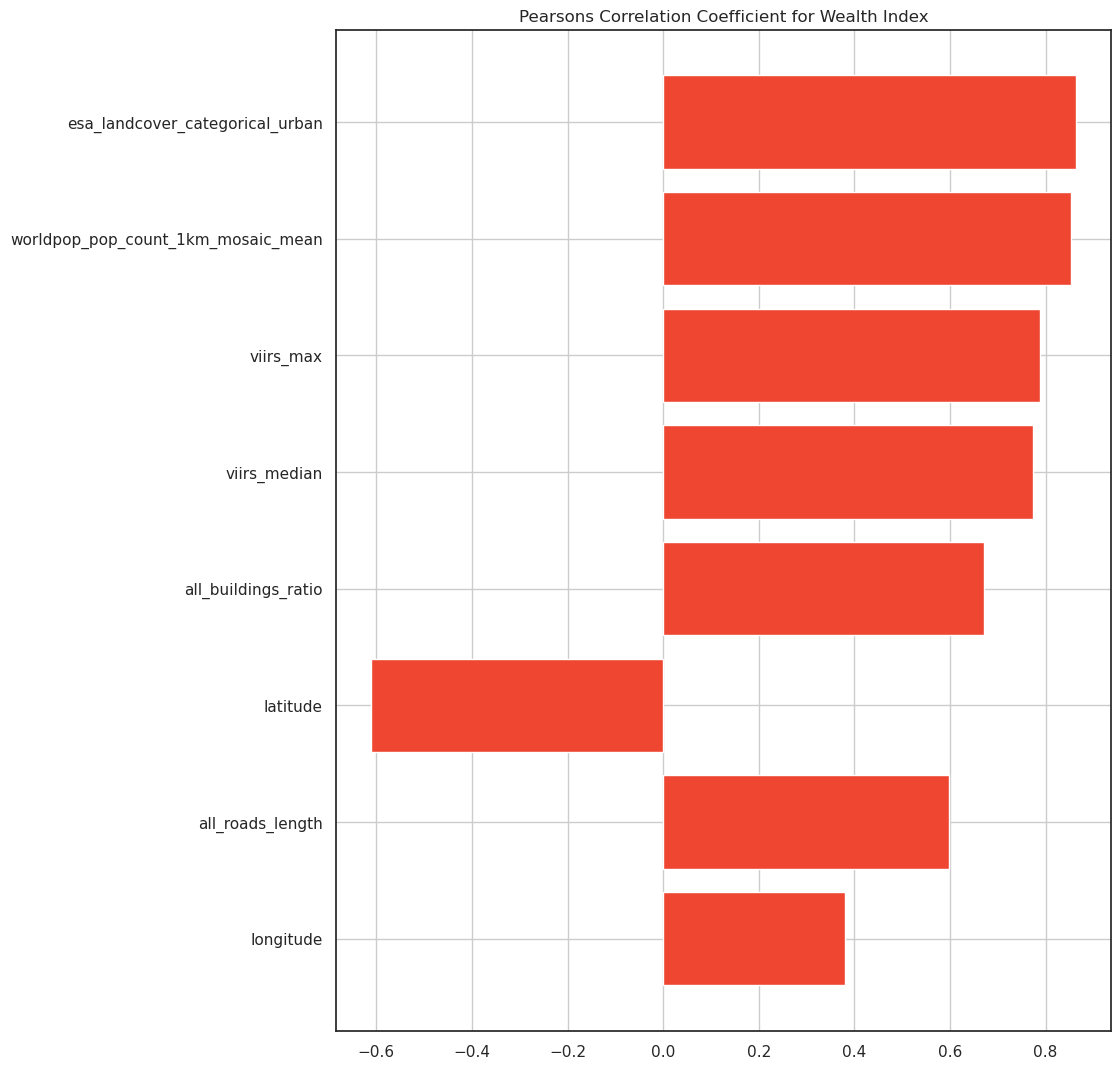 Pearsons Correlation Coefficient for Wealth Index
esa_landcover_categorical_urban
worldpop_pop_count_1km_mosaic_mean
viirs_max
viirs_median
all_buildings_ratio
latitude
all_roads_length
longitude
−0.6 −0.4 −0.2 0.0 0.2 0.4 0.6 0.8